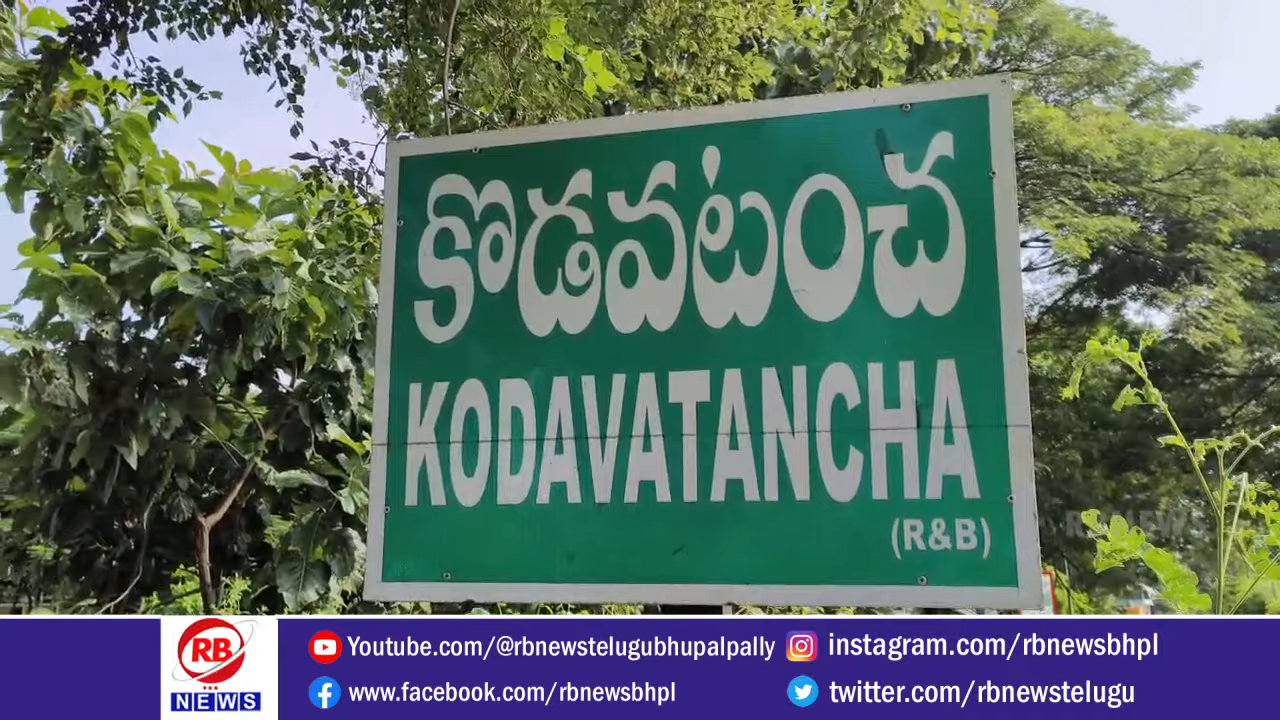 కొడవటంచ
KODAVATANCHA
(R&B)
RB
NEWS
Youtube.com/@rbnewstelugubhupalpally
instagram.com/rbnewsbhpl
www.facebook.com/rbnewsbhpl
twitter.com/rbnewstelugu